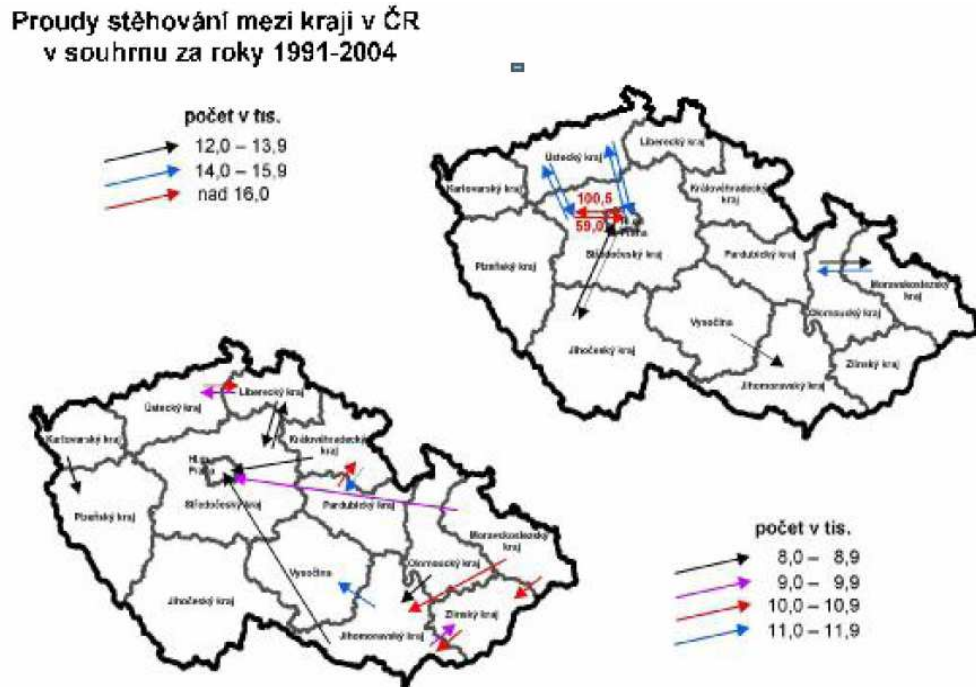 Proudy stěhování mezi kraji v ČR
v souhrnu za roky 1991-2004
počet v tis.
12,0 – 13,9
14,0 – 15,9
nad 16,0
Ústecký kraj
Liberecký kraj
Karlovarský kraj
Královéhradecký
kraj
100,5
59,0
Hl.m.
Praha
Středočeský kraj
Plzeňský kraj
Pardubický kraj
Moravskoslezský
kraj
Olomoucký kraj
Vysočina
Jihočeský kraj
Zlínský kraj
Jihomoravský kraj
Ústecký kraj
Liberecký kraj
Karlovarský kraj
Královéhradecký
kraj
Hl.m.
Praha
Středočeský kraj
Plzeňský kraj
Pardubický kraj
Moravskoslezský
kraj
Olomoucký kraj
Vysočina
Jihočeský kraj
Zlínský kraj
Jihomoravský kraj
počet v tis.
8,0 – 8,9
9,0 – 9,9
10,0 – 10,9
11,0 – 11,9